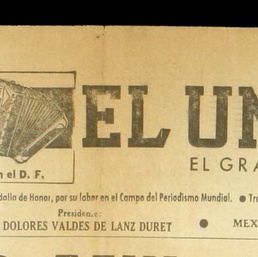 EL UN
EL GRA
n el D. F.
dalla de Honor, por su labor en el Campo del Periodismo Mundial. ● Tr
Presiden.e:
DOLORES VALDES DE LANZ DURET ● MEX